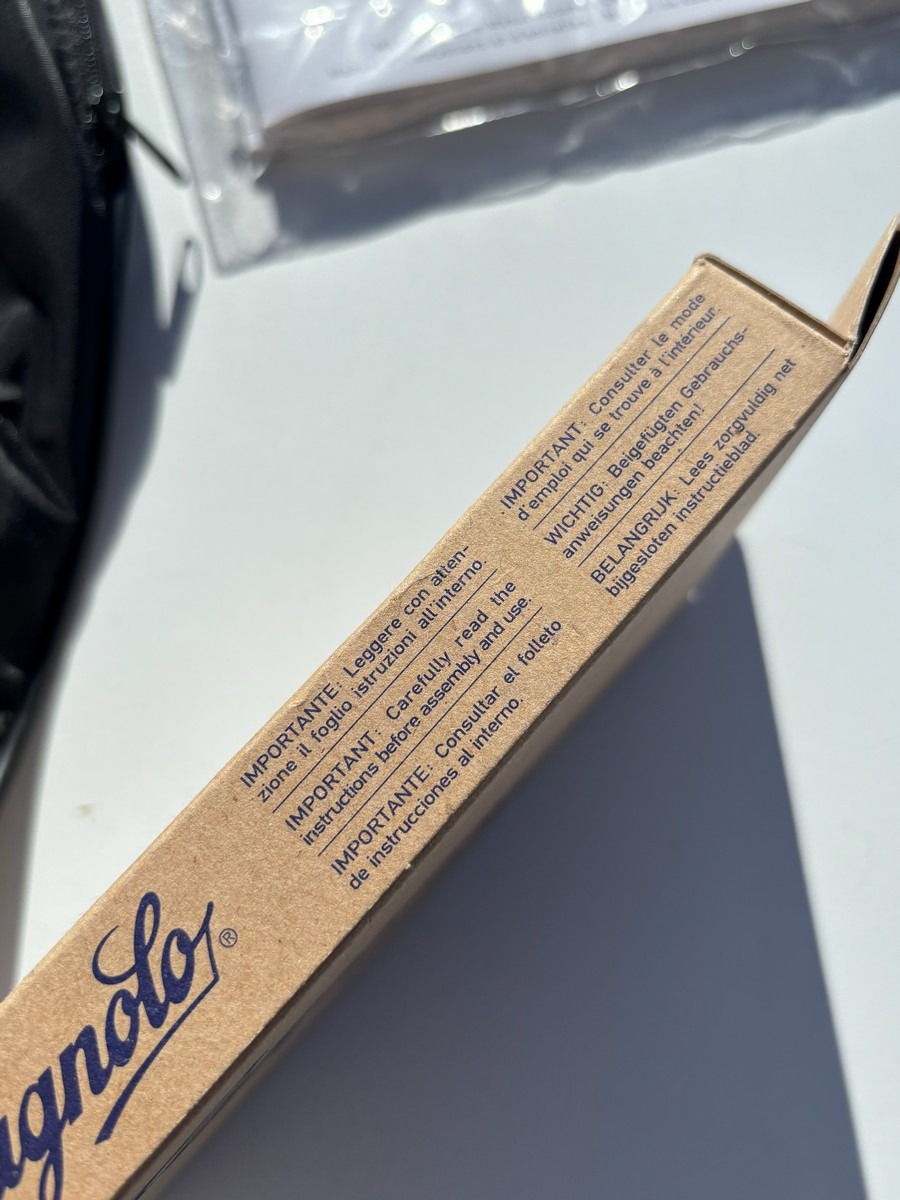 IMPORTANTE: Leggere con atten-
zione il foglio istruzioni all'interno.
IMPORTANT: Carefully read the
instructions before assembly and use.
IMPORTANTE: Consultar el folleto
de instrucciones al interno.
IMPORTANT: Consulter le mode
d'emploi qui se trouve à l'intérieur.
WICHTIG: Beigefügten Gebrauchs-
anweisungen beachten!
BELANGRIJK: Lees zorgvuldig net
bijgesloten instructieblad.
agnolo®